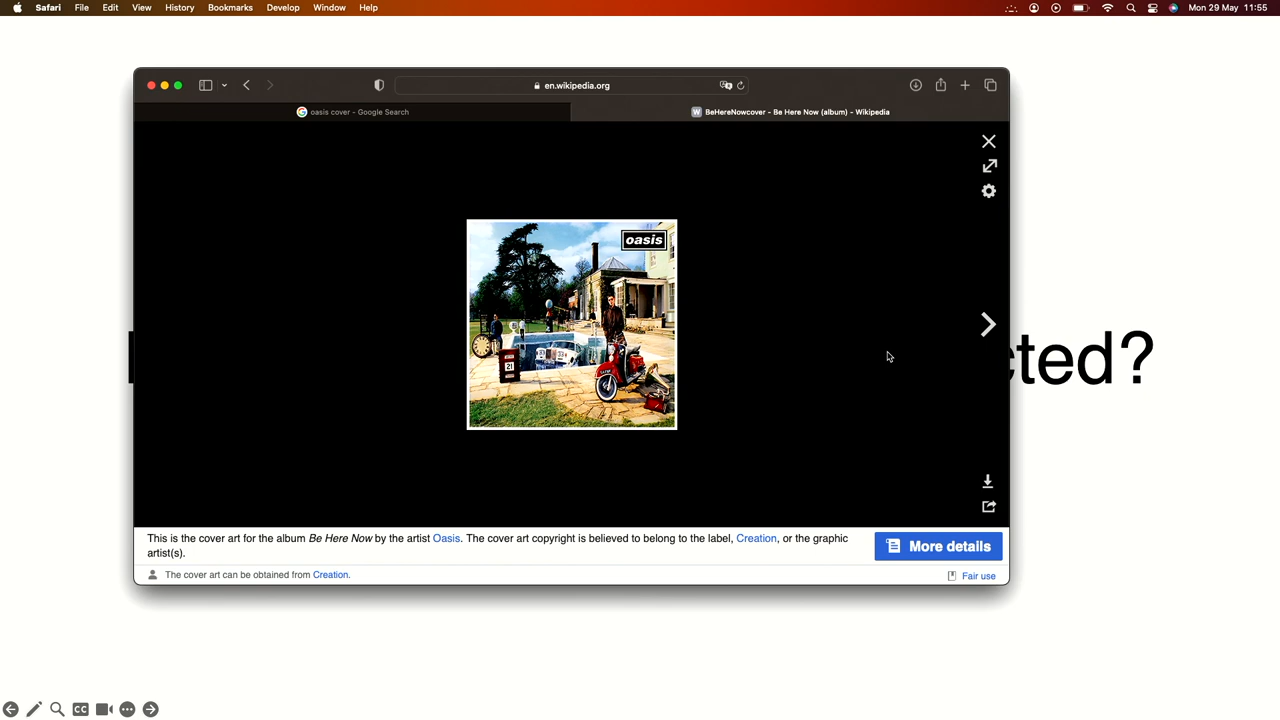 Safari File Edit View History Bookmarks Develop Window Help Mon 29 May 11:55
en.wikipedia.org
oasis cover - Google Search W BeHereNowcover - Be Here Now (album) - Wikipedia
oasis
21
cted?
This is the cover art for the album Be Here Now by the artist Oasis. The cover art copyright is believed to belong to the label, Creation, or the graphic
artist(s).
More details
The cover art can be obtained from Creation.
Fair use
CC